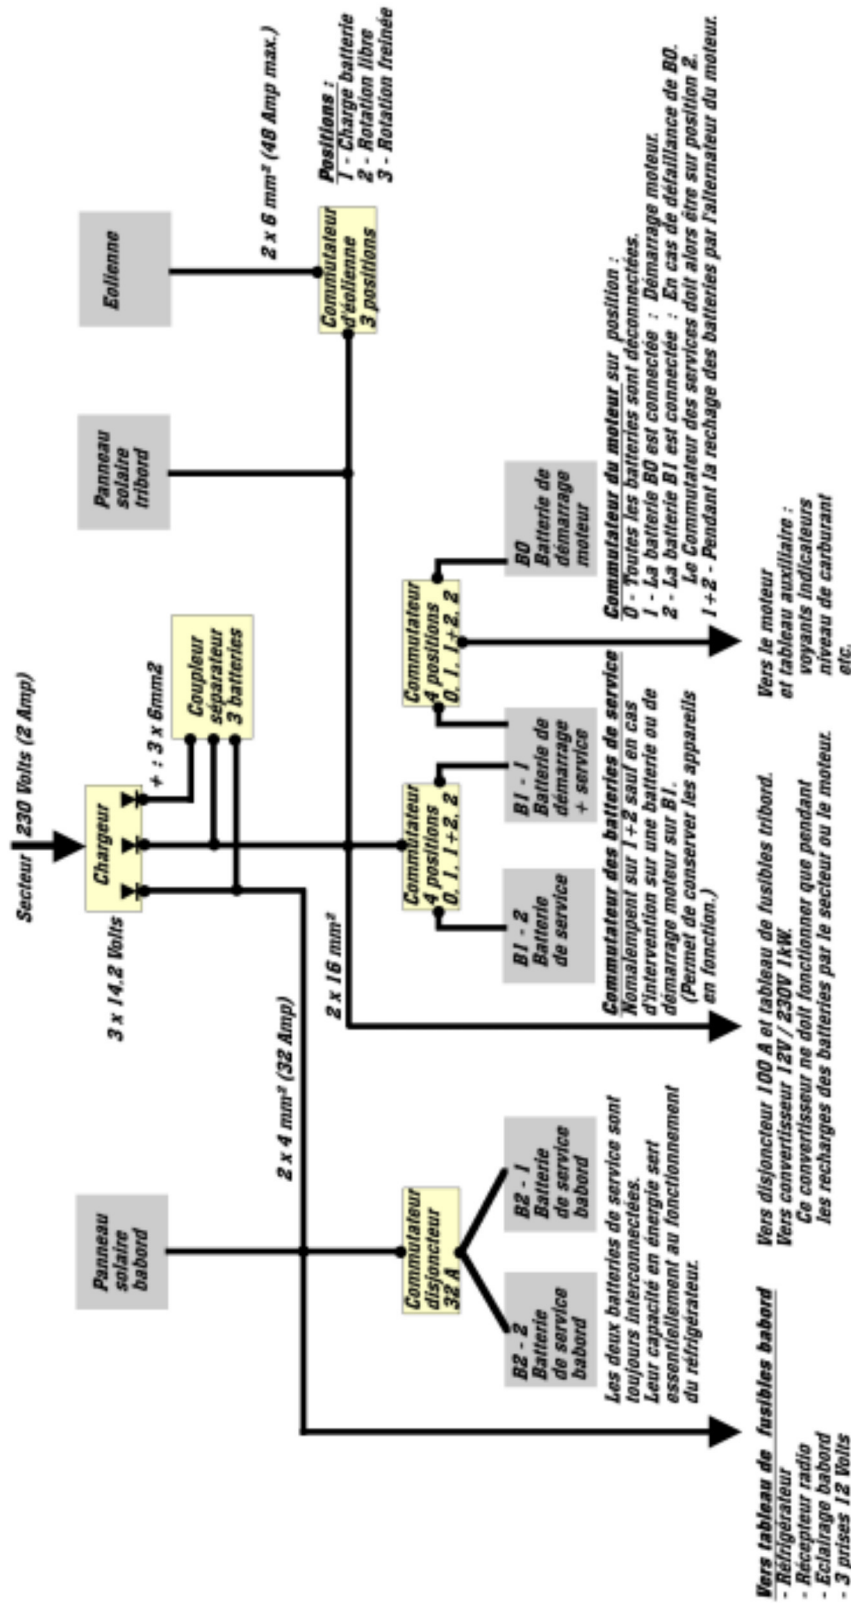 Secteur 230 Volts (2 Amp)
3 x 14.2 Volts
Chargeur
+ : 3 x 6mm2
Coupleur
séparateur
3 batteries
Panneau
solaire
babord
Panneau
solaire
tribord
Eolienne
2 x 6 mm² (48 Amp max.)
2 x 4 mm² (32 Amp)
2 x 16 mm²
Commutateur
d'éolienne
3 positions
Positions :
1 - Charge batterie
2 - Rotation libre
3 - Rotation freinée
Commutateur
disjoncteur
32 A
Commutateur
4 positions
0, 1, 1+2, 2
Commutateur
4 positions
0, 1, 1+2, 2
B2 - 2
Batterie
de service
babord
B2 - 1
Batterie
de service
babord
B1 - 2
Batterie
de service
B1 - 1
Batterie de
démarrage
+ service
B0
Batterie de
démarrage
moteur
Les deux batteries de service sont
toujours interconnectées.
Leur capacité en énergie sert
essentiellement au fonctionnement
du réfrigérateur.
Commutateur des batteries de service
Nomalempent sur 1+2 sauf en cas
d'intervention sur une batterie ou de
démarrage moteur sur B1.
(Permet de conserver les appareils
en fonction.)
Commutateur du moteur sur position :
0 - Toutes les batteries sont déconnectées.
1 - La batterie B0 est connectée : Démarrage moteur.
2 - La batterie B1 est connectée : En cas de défaillance de B0.
Le Commutateur des services doit alors être sur position 2.
1+2 - Pendant la rechage des batteries par l'alternateur du moteur.
Vers tableau de fusibles babord
- Réfrigérateur
- Récepteur radio
- Eclairage babord
- 3 prises 12 Volts
Vers disjoncteur 100 A et tableau de fusibles tribord.
Vers convertisseur 12V / 230V 1kW.
Ce convertisseur ne doit fonctionner que pendant
les recharges des batteries par le secteur ou le moteur.
Vers le moteur
et tableau auxiliaire :
voyants indicateurs
niveau de carburant
etc.